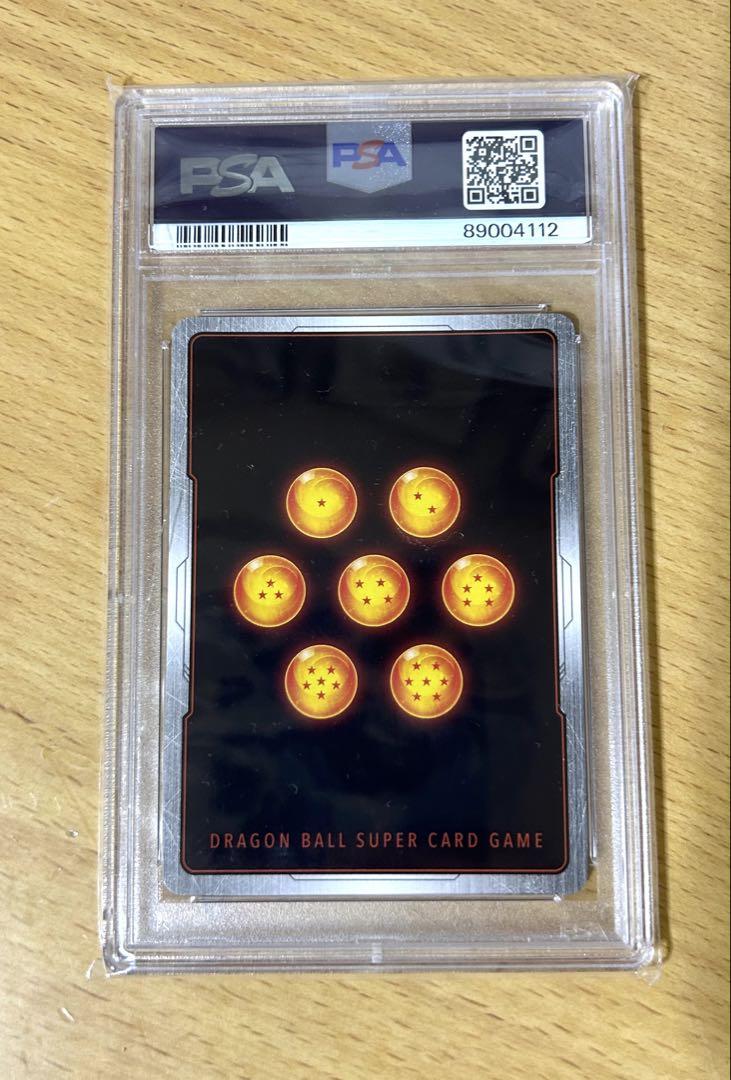 PSA
PSA
89004112
DRAGON BALL SUPER CARD GAME